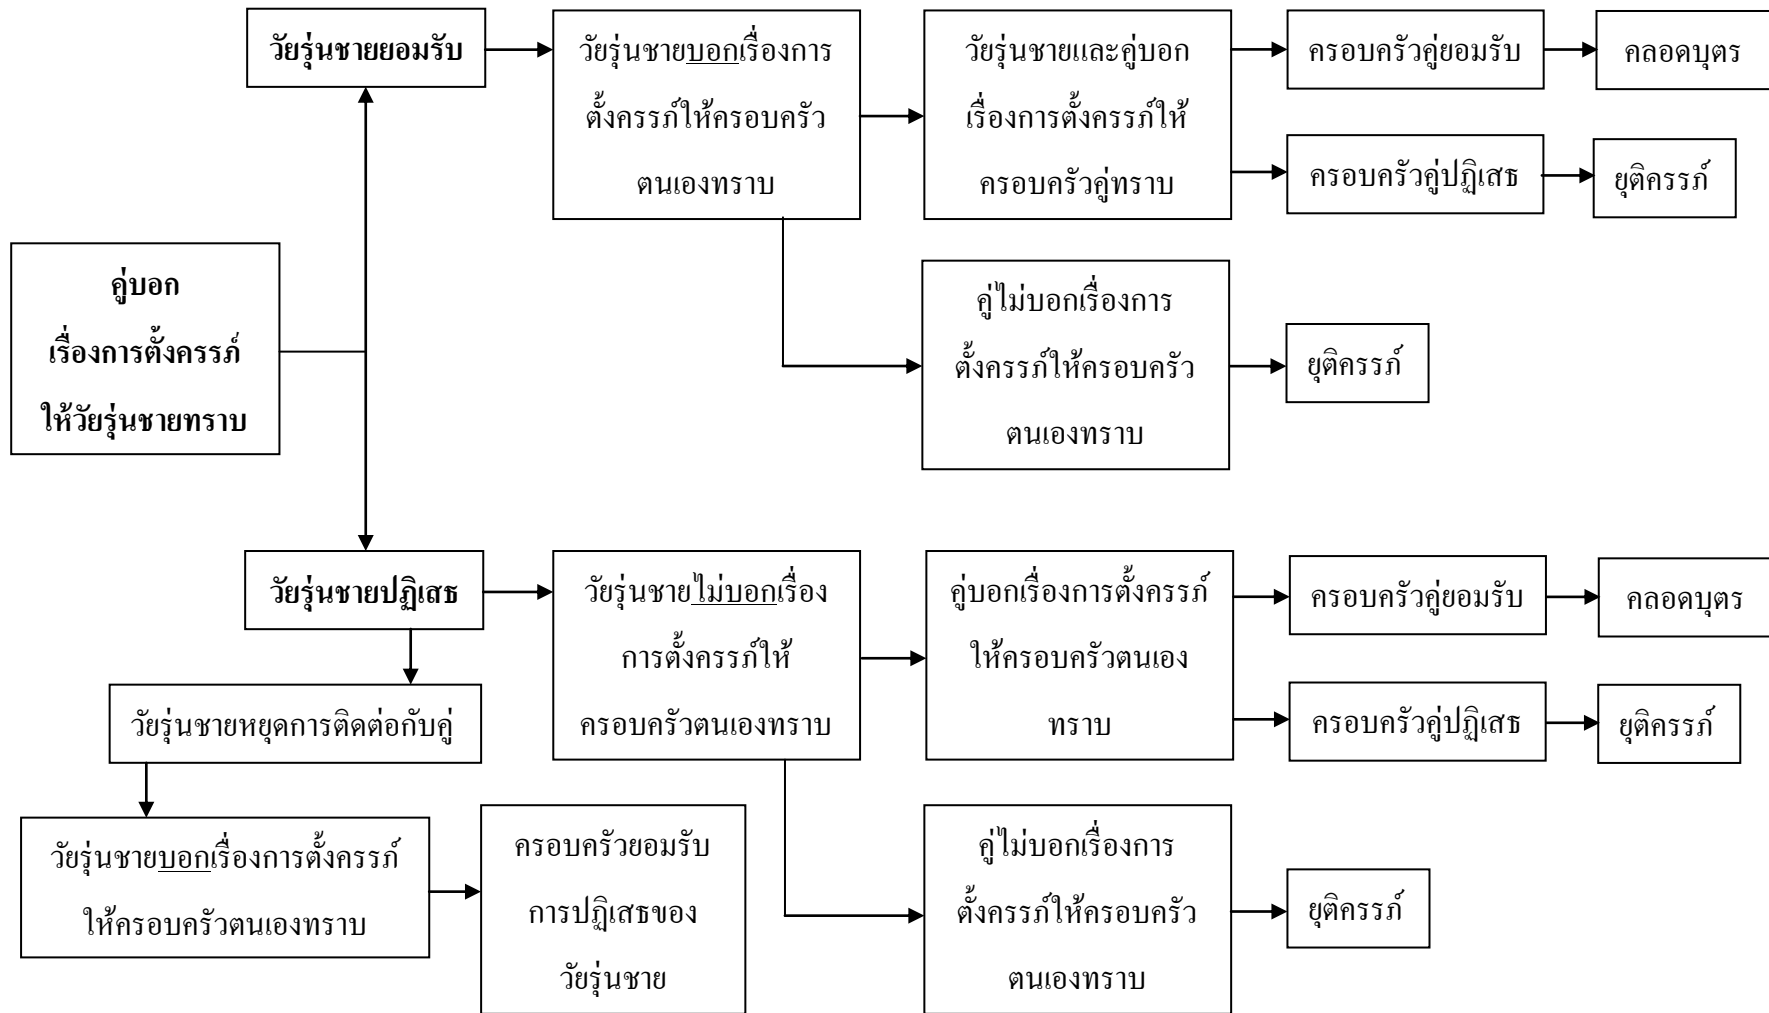 วัยรุ่นชายยอมรับ
วัยรุ่นชายบอกเรื่องการ
ตั้งครรภ์ให้ครอบครัว
ตนเองทราบ
วัยรุ่นชายและคู่บอก
เรื่องการตั้งครรภ์ให้
ครอบครัวคู่ทราบ
ครอบครัวคู่ยอมรับ
คลอดบุตร
ครอบครัวคู่ปฏิเสธ
ยุติครรภ์
คู่บอก
เรื่องการตั้งครรภ์
ให้วัยรุ่นชายทราบ
คู่ไม่บอกเรื่องการ
ตั้งครรภ์ให้ครอบครัว
ตนเองทราบ
ยุติครรภ์
วัยรุ่นชายปฏิเสธ
วัยรุ่นชายไม่บอกเรื่อง
การตั้งครรภ์ให้
ครอบครัวตนเองทราบ
คู่บอกเรื่องการตั้งครรภ์
ให้ครอบครัวตนเอง
ทราบ
ครอบครัวคู่ยอมรับ
คลอดบุตร
ครอบครัวคู่ปฏิเสธ
ยุติครรภ์
วัยรุ่นชายหยุดการติดต่อกับคู่
วัยรุ่นชายบอกเรื่องการตั้งครรภ์
ให้ครอบครัวตนเองทราบ
ครอบครัวยอมรับ
การปฏิเสธของ
วัยรุ่นชาย
คู่ไม่บอกเรื่องการ
ตั้งครรภ์ให้ครอบครัว
ตนเองทราบ
ยุติครรภ์